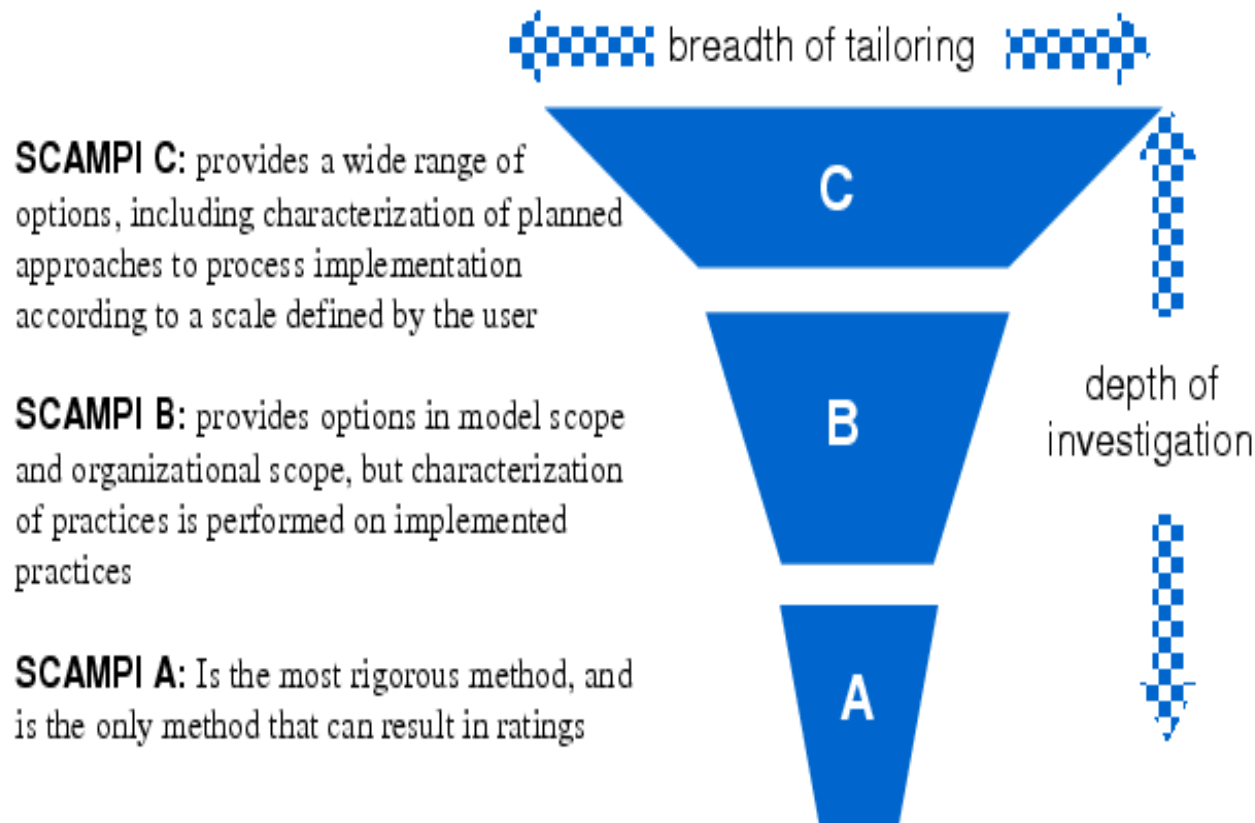 breadth of tailoring
SCAMPI C: provides a wide range of
options, including characterization of planned
approaches to process implementation
according to a scale defined by the user
C
SCAMPI B: provides options in model scope
and organizational scope, but characterization
of practices is performed on implemented
practices
B
depth of
investigation
SCAMPI A: Is the most rigorous method, and
is the only method that can result in ratings
A